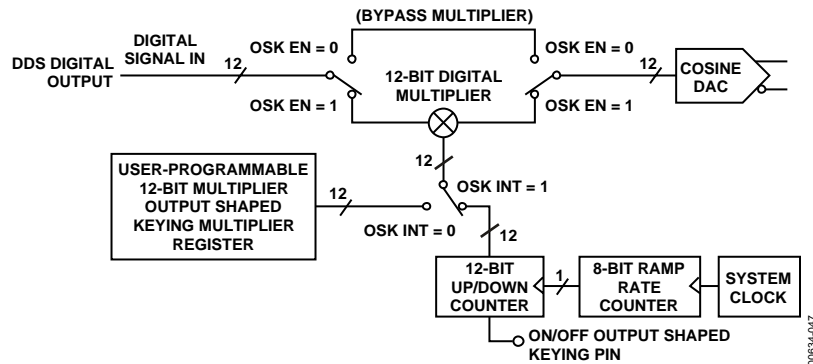 (BYPASS MULTIPLIER)
DIGITAL
SIGNAL IN
DDS DIGITAL
OUTPUT
12
OSK EN = 0
OSK EN = 1
12-BIT DIGITAL
MULTIPLIER
OSK EN = 0
OSK EN = 1
12
COSINE
DAC
12
USER-PROGRAMMABLE
12-BIT MULTIPLIER
OUTPUT SHAPED
KEYING MULTIPLIER
REGISTER
12
OSK INT = 1
OSK INT = 0
12
12-BIT
UP/DOWN
COUNTER
1
8-BIT RAMP
RATE
COUNTER
SYSTEM
CLOCK
ON/OFF OUTPUT SHAPED
KEYING PIN
00634-047